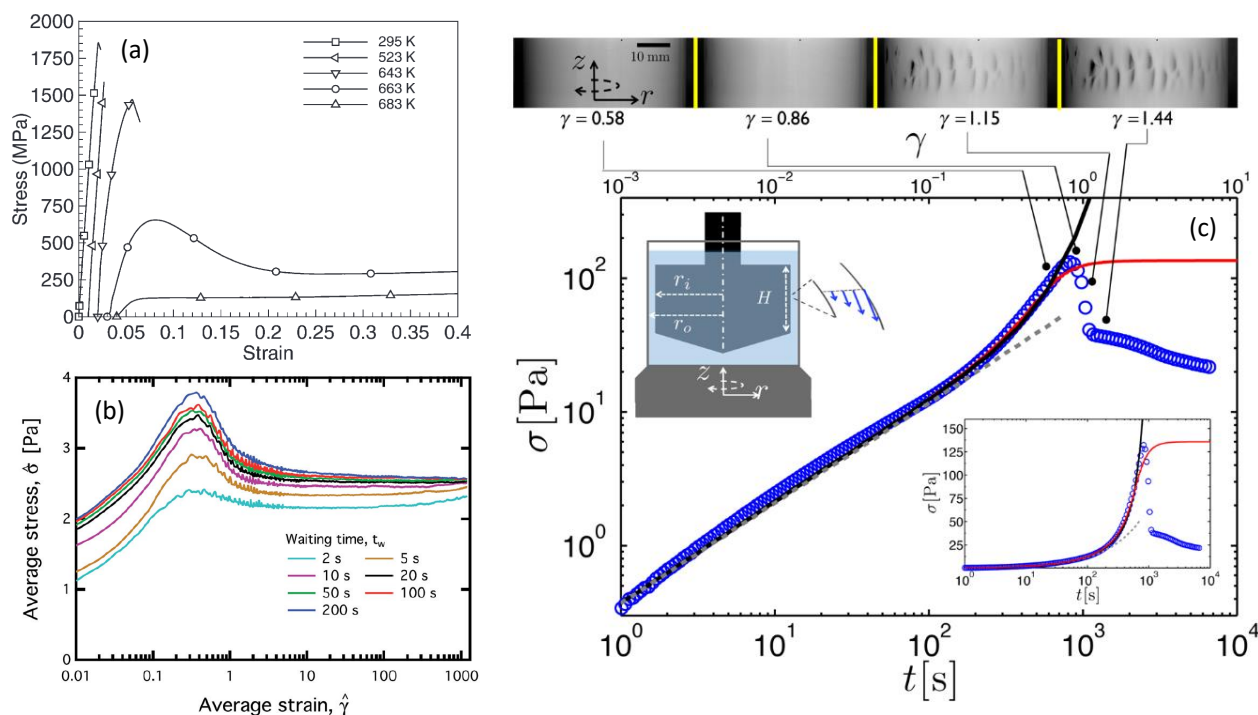 (a)
2000
1750
1500
1250
1000
750
500
250
0
Stress (MPa)
295 K
523 K
643 K
663 K
683 K
0 0.05 0.1 0.15 0.2 0.25 0.3 0.35 0.4
Strain
(b)
4
3
2
1
0
Average stress, σ̂ [Pa]
Waiting time, t_w
2 s 5 s
10 s 20 s
50 s 100 s
200 s
0.01 0.1 1 10 100 1000
Average strain, γ̂
z
r
10 mm
γ = 0.58 γ = 0.86 γ = 1.15 γ = 1.44
γ
10⁻³ 10⁻² 10⁻¹ 10⁰ 10¹
(c)
r_i
r_o
H
z
r
10²
10¹
10⁰
σ[Pa]
150
125
100
75
50
25
σ[Pa]
10⁰ 10¹ 10² 10³ 10⁴
t[s]
10⁰ 10¹ 10² 10³ 10⁴
t[s]